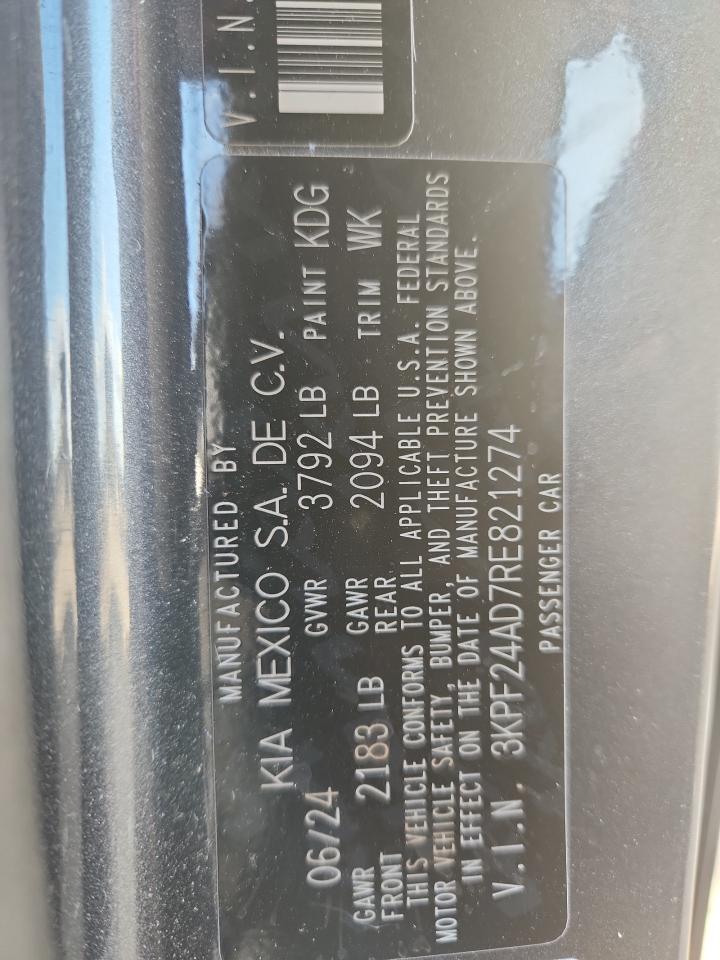 V.I.N.
MANUFACTURED BY
KIA MEXICO S.A. DE C.V.
06/24 GVWR 3792 LB PAINT KDG
GAWR FRONT 2183 LB GAWR REAR 2094 LB TRIM WK
THIS VEHICLE CONFORMS TO ALL APPLICABLE U.S.A. FEDERAL
MOTOR VEHICLE SAFETY, BUMPER, AND THEFT PREVENTION STANDARDS
IN EFFECT ON THE DATE OF MANUFACTURE SHOWN ABOVE.
V.I.N. 3KPF24AD7RE821274
PASSENGER CAR